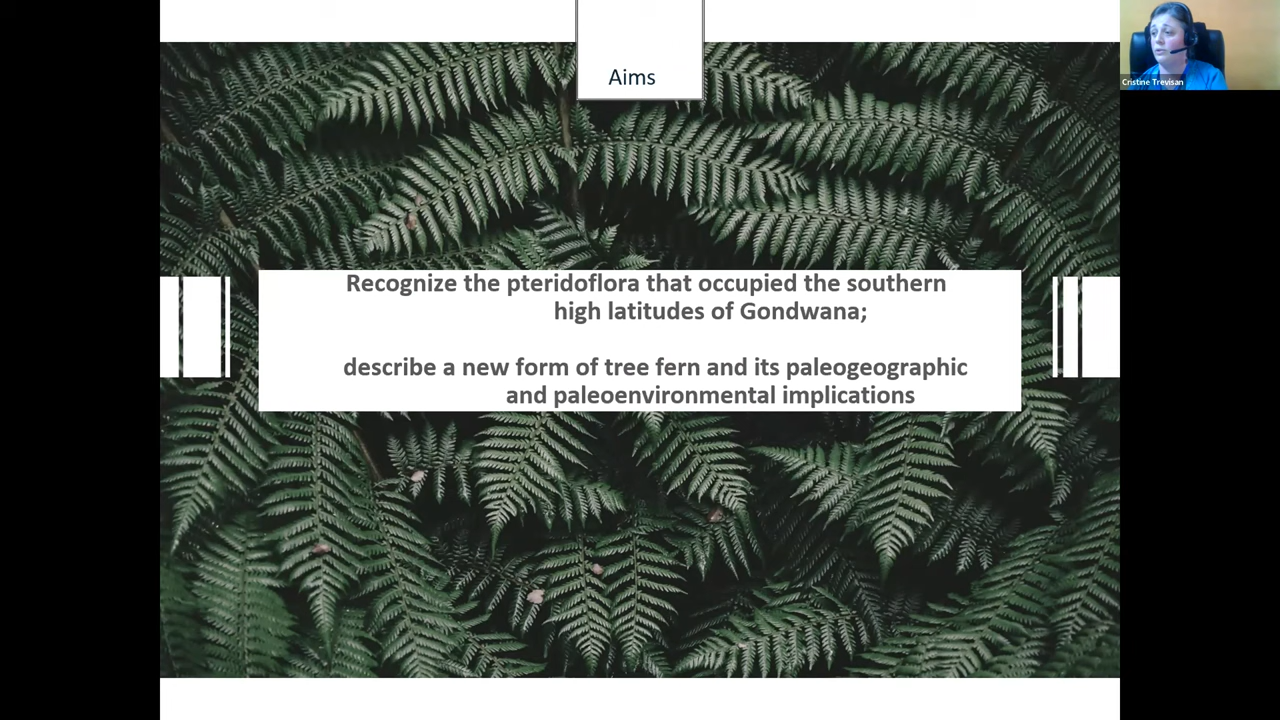 Aims
Cristine Trevisan
Recognize the pteridoflora that occupied the southern
high latitudes of Gondwana;
describe a new form of tree fern and its paleogeographic
and paleoenvironmental implications